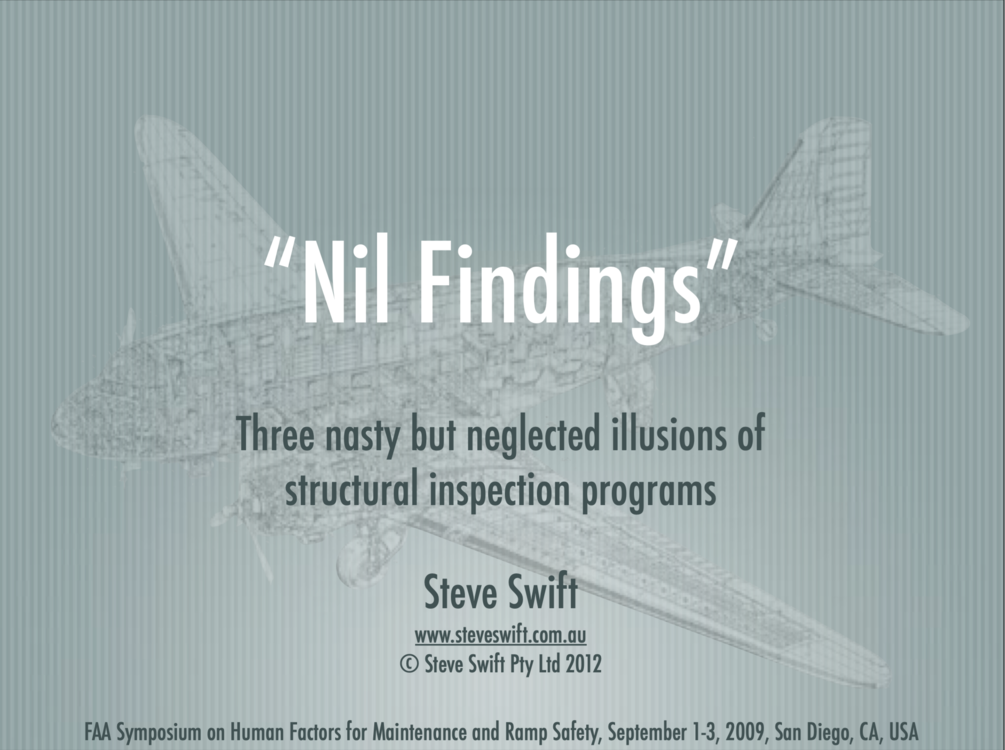 “Nil Findings”
Three nasty but neglected illusions of
structural inspection programs
Steve Swift
www.steveswift.com.au
© Steve Swift Pty Ltd 2012
FAA Symposium on Human Factors for Maintenance and Ramp Safety, September 1-3, 2009, San Diego, CA, USA